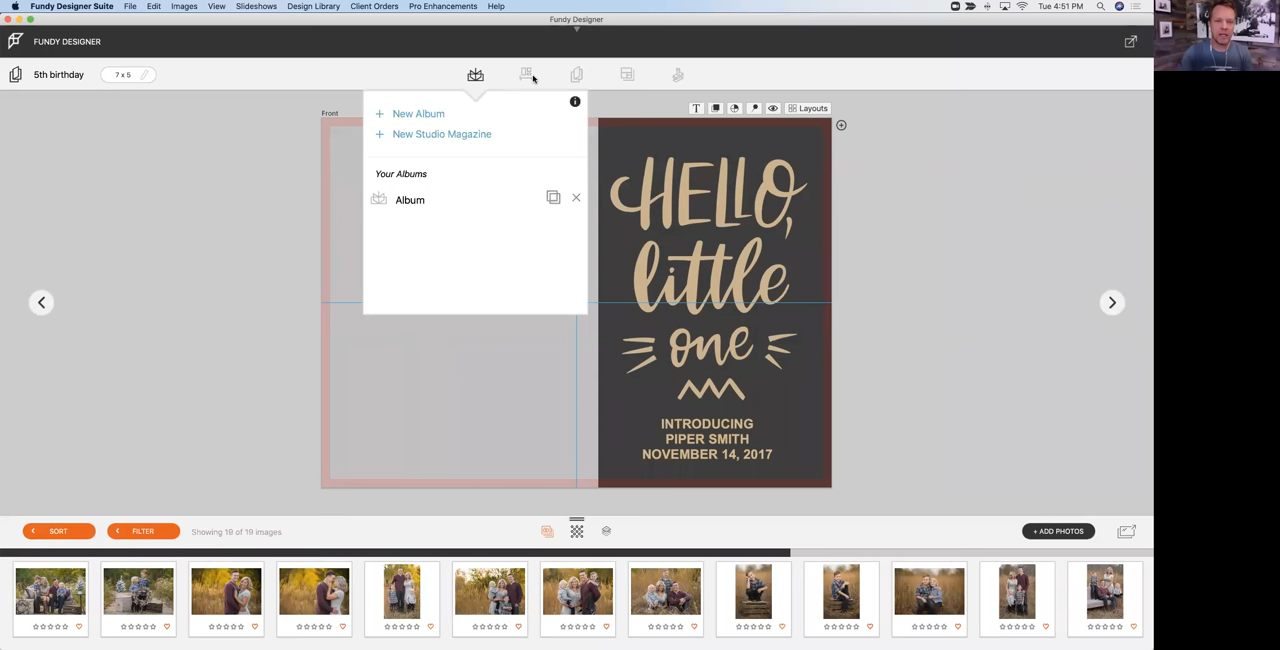 Fundy Designer Suite File Edit Images View Slideshows Design Library Client Orders Pro Enhancements Help Tue 4:51 PM
Fundy Designer
FUNDY DESIGNER
5th birthday 7 x 5
New Album
New Studio Magazine
Your Albums
Album
Front
T Layouts
HELLO,
little
one
INTRODUCING
PIPER SMITH
NOVEMBER 14, 2017
SORT FILTER Showing 19 of 19 images + ADD PHOTOS